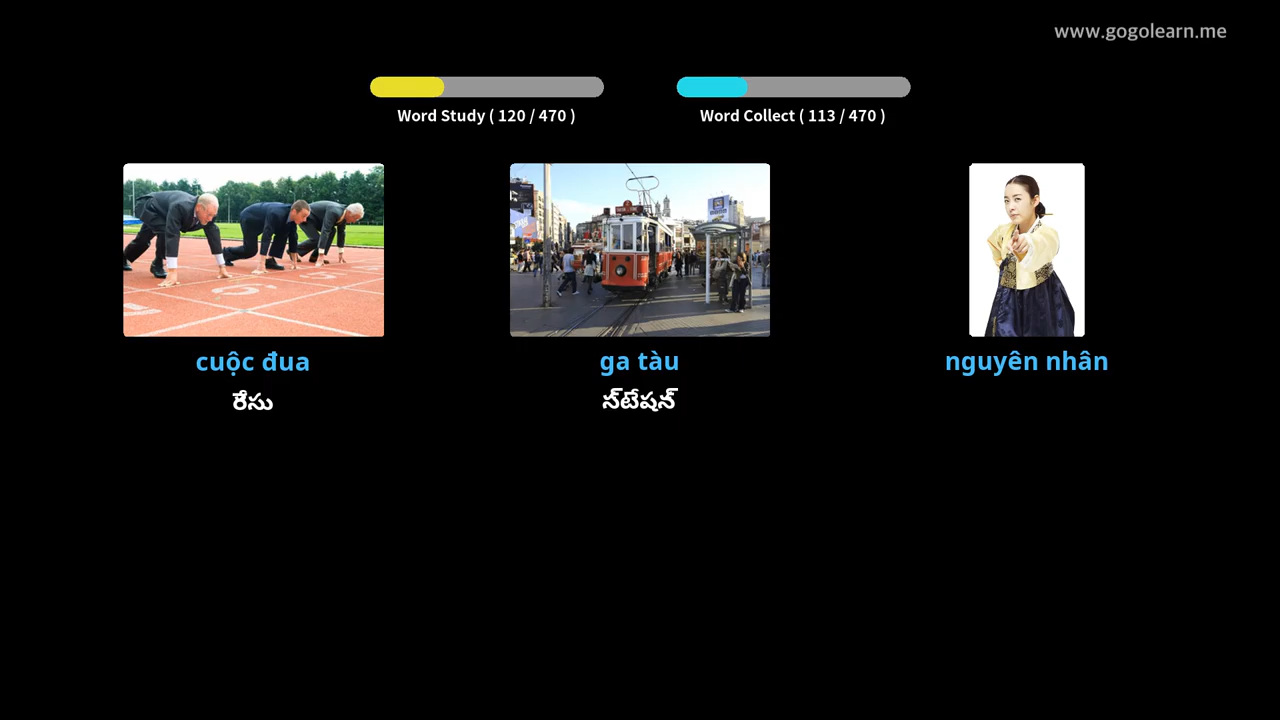 www.gogolearn.me
Word Study ( 120 / 470 )
Word Collect ( 113 / 470 )
cuộc đua
ga tàu
nguyên nhân
రేసు
స్‌టేషన్